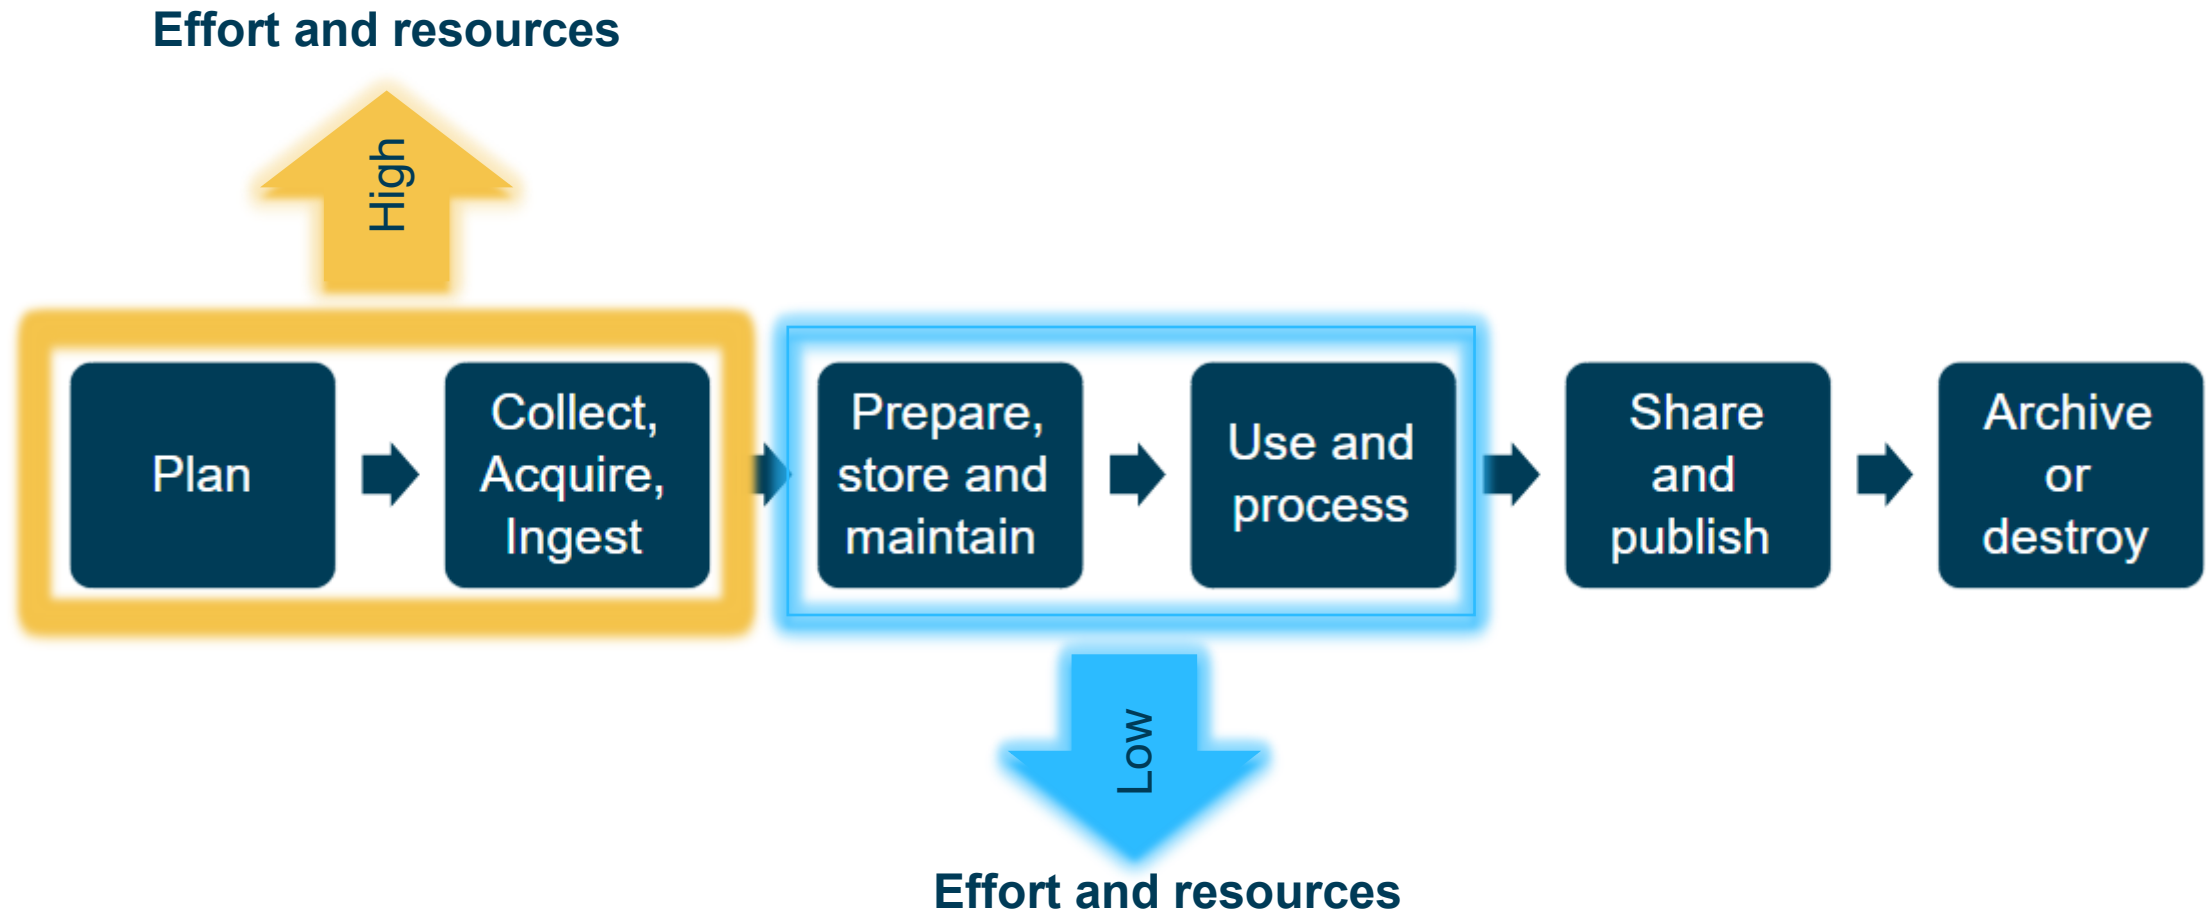 Effort and resources
High
Plan
Collect,
Acquire,
Ingest
Prepare,
store and
maintain
Use and
process
Share
and
publish
Archive
or
destroy
Low
Effort and resources